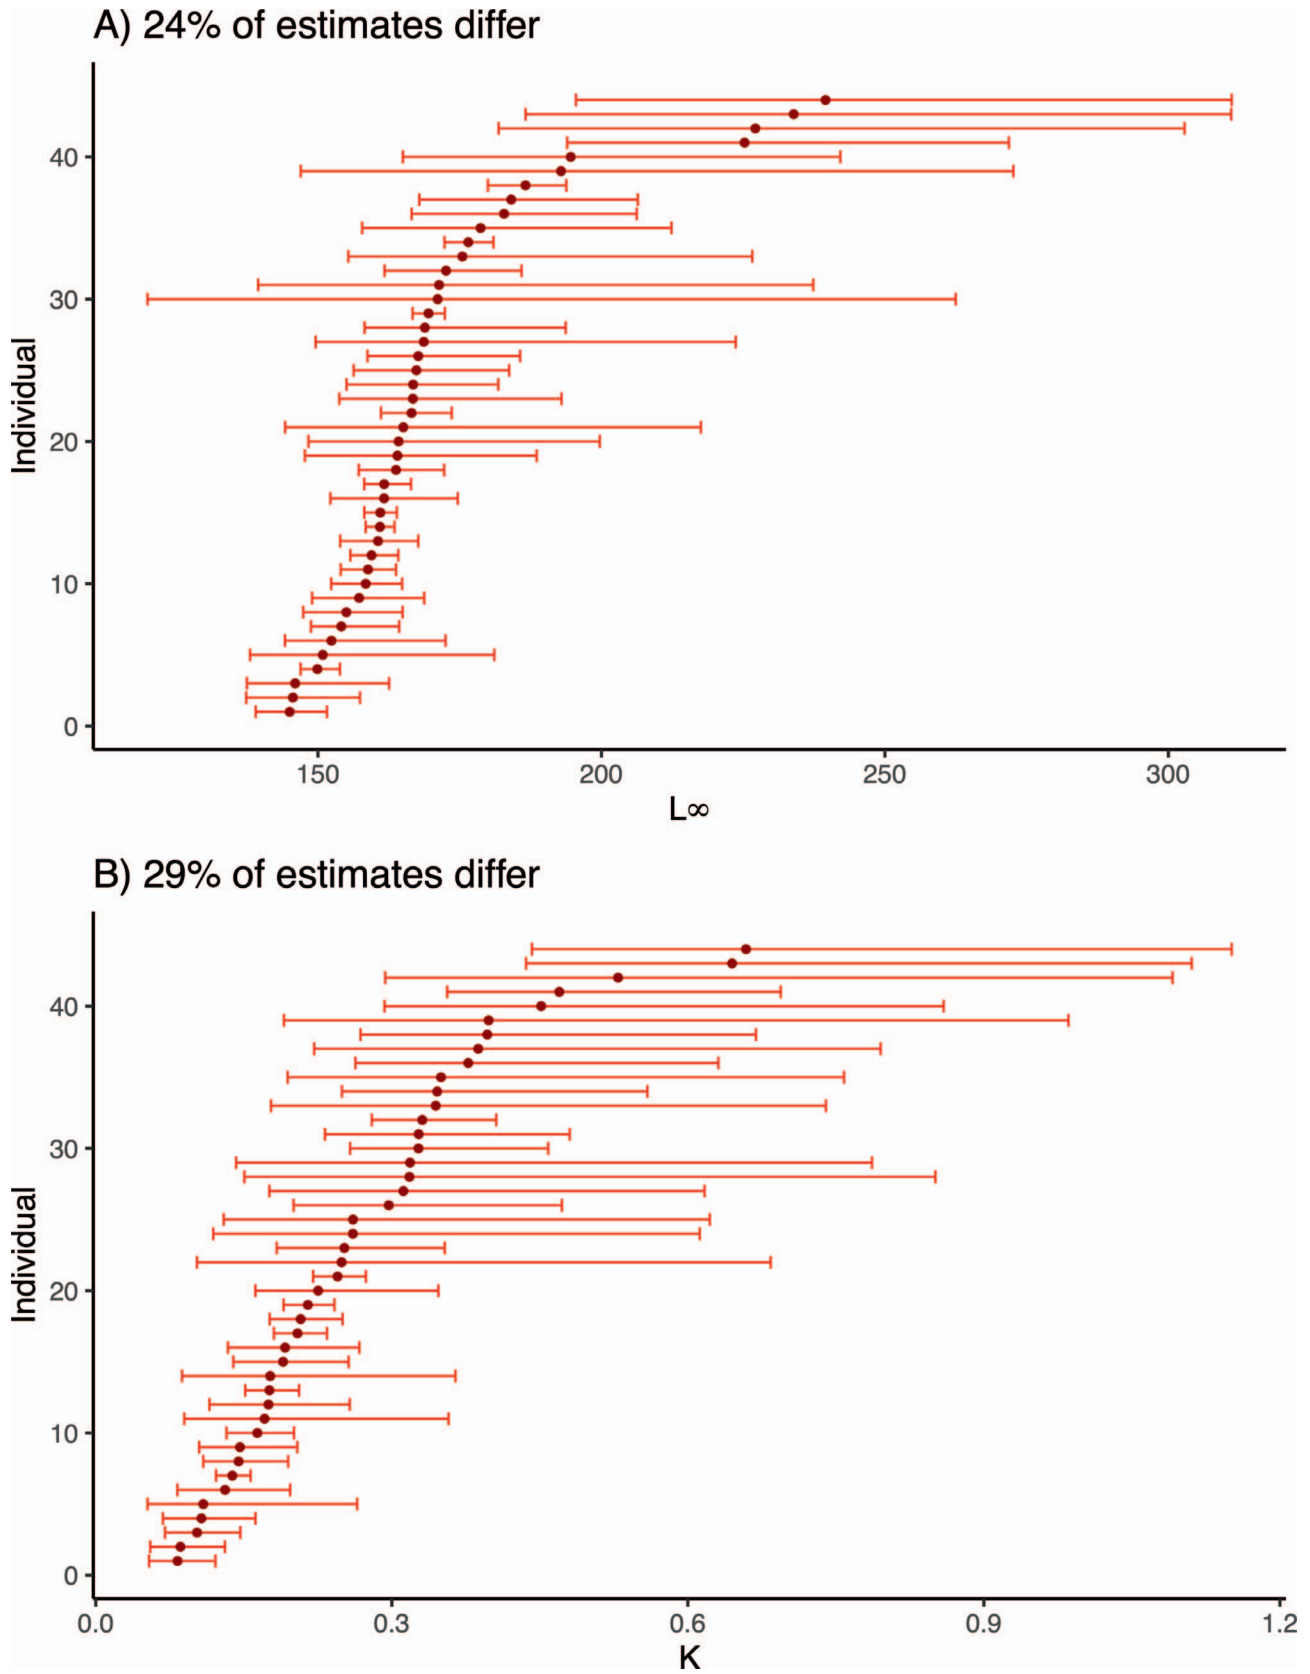 A) 24% of estimates differ
Individual
40
30
20
10
0
150 200 250 300
L∞
B) 29% of estimates differ
Individual
40
30
20
10
0
0.0 0.3 0.6 0.9 1.2
K